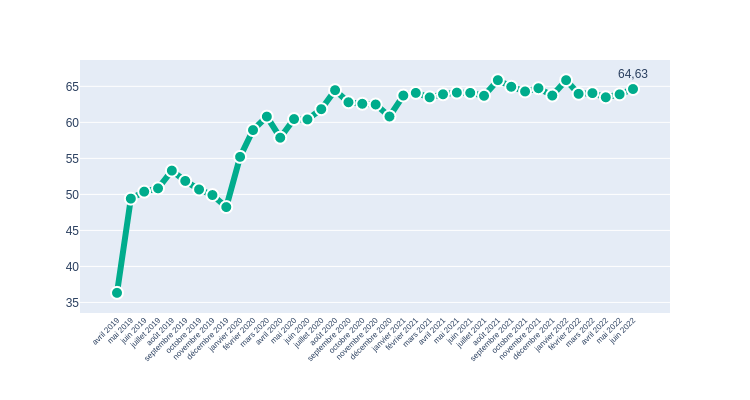 64,63
65
60
55
50
45
40
35
avril 2019
mai 2019
juin 2019
juillet 2019
août 2019
septembre 2019
octobre 2019
novembre 2019
décembre 2019
janvier 2020
février 2020
mars 2020
avril 2020
mai 2020
juin 2020
juillet 2020
août 2020
septembre 2020
octobre 2020
novembre 2020
décembre 2020
janvier 2021
février 2021
mars 2021
avril 2021
mai 2021
juin 2021
juillet 2021
août 2021
septembre 2021
octobre 2021
novembre 2021
décembre 2021
janvier 2022
février 2022
mars 2022
avril 2022
mai 2022
juin 2022